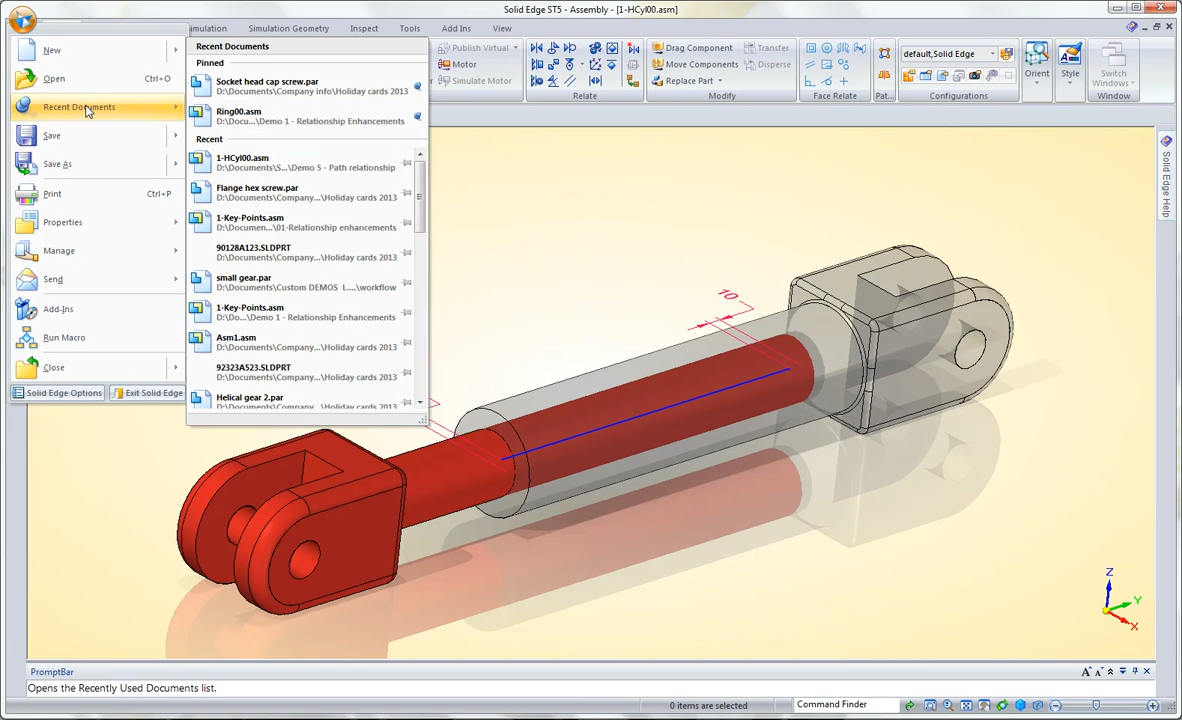 Solid Edge ST5 - Assembly - [1-HCyl00.asm]
Simulation Geometry Inspect Tools Add Ins View
New
Open Ctrl+O
Recent Documents
Save
Save As
Print Ctrl+P
Properties
Manage
Send
Add-Ins
Run Macro
Close
Solid Edge Options Exit Solid Edge
Recent Documents
Pinned
Socket head cap screw.par
D:\Documents\Company info\Holiday cards 2013
Ring00.asm
D:\Docum...\Demo 1 - Relationship Enhancements
Recent
1-HCyl00.asm
D:\Documents\S...\Demo 5 - Path relationship
Flange hex screw.par
D:\Documents\Company...\Holiday cards 2013
1-Key-Points.asm
D:\Documen...\01-Relationship enhancements
90128A123.SLDPRT
D:\Documents\Company...\Holiday cards 2013
small gear.par
D:\Documents\Custom DEMOS L....\workflow
1-Key-Points.asm
D:\Do...\Demo 1 - Relationship Enhancements
Asm1.asm
D:\Documents\Company...\Holiday cards 2013
92323A523.SLDPRT
D:\Documents\Company...\Holiday cards 2013
Helical gear 2.par
Publish Virtual
Motor
Simulate Motor
Relate
Drag Component Transfer
Move Components Disperse
Replace Part
Modify
Face Relate
Pat...
default,Solid Edge
Configurations
Orient
Style
Switch
Windows
Window
Solid Edge Help
10
Z
Y
X
PromptBar
Opens the Recently Used Documents list.
0 items are selected Command Finder